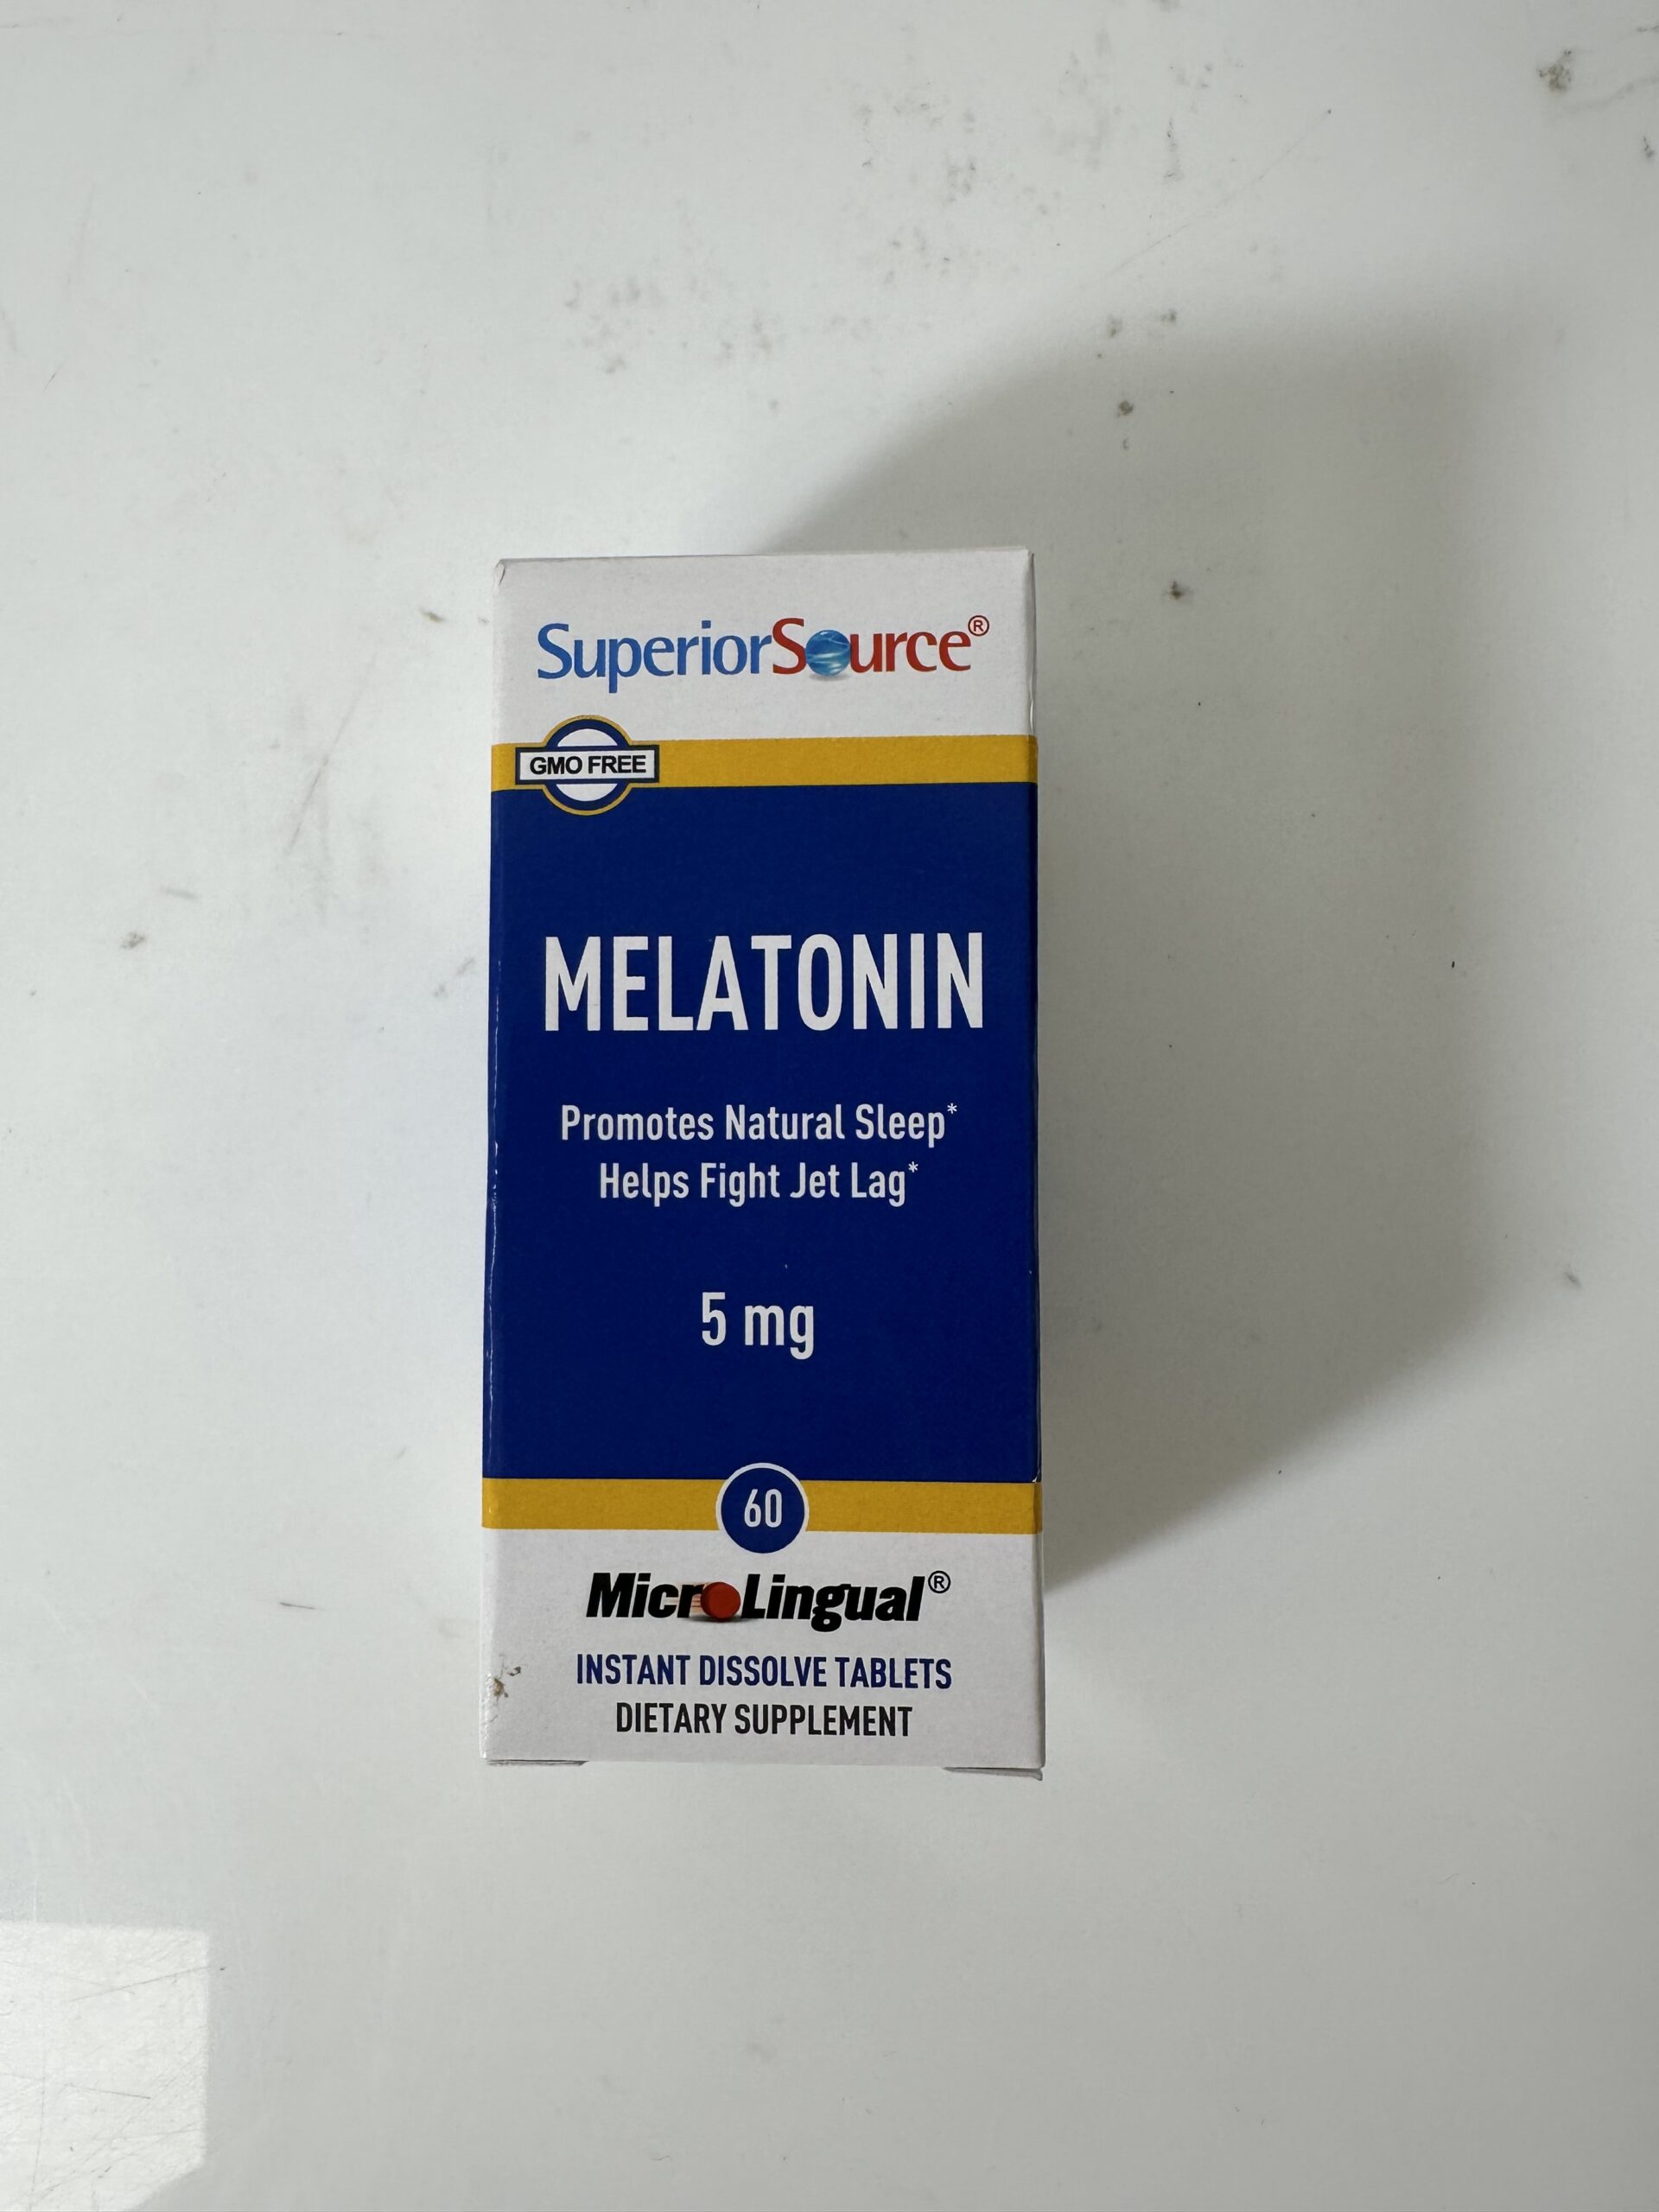 SuperiorSource®
GMO FREE
MELATONIN
Promotes Natural Sleep*
Helps Fight Jet Lag*
5 mg
60
MicroLingual®
INSTANT DISSOLVE TABLETS
DIETARY SUPPLEMENT